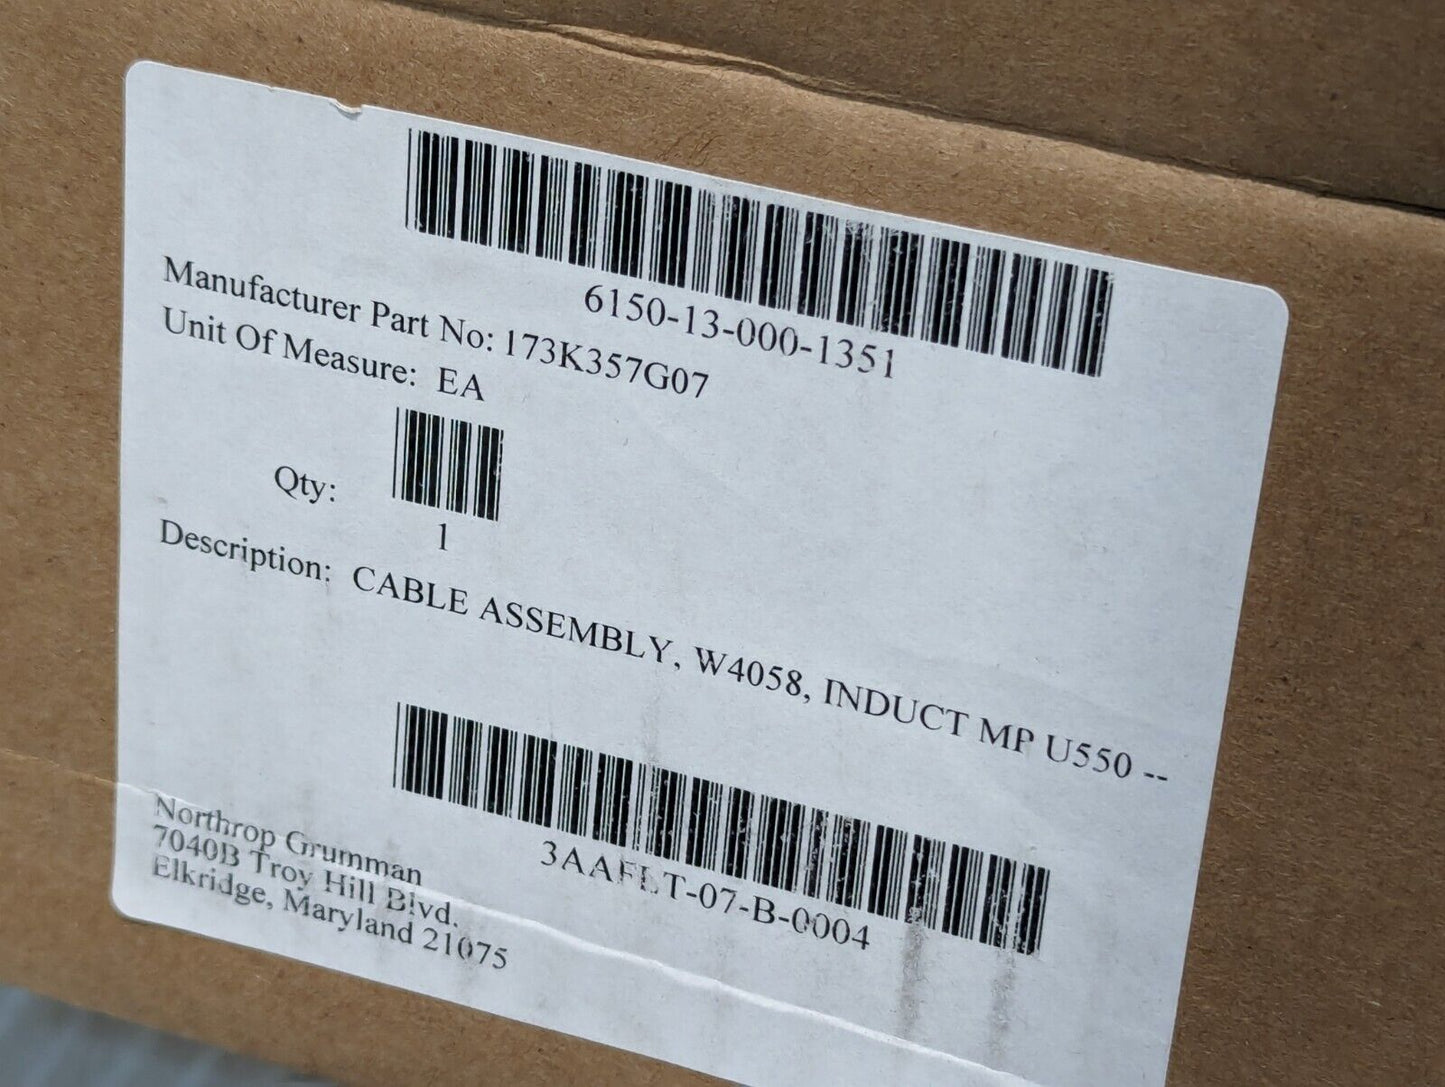 6150-13-000-1351
Manufacturer Part No: 173K357G07
Unit Of Measure: EA
Qty:
1
Description: CABLE ASSEMBLY, W4058, INDUCT MP U550 --
3AAFLT-07-B-0004
Northrop Grumman
7040B Troy Hill Blvd.
Elkridge, Maryland 21075